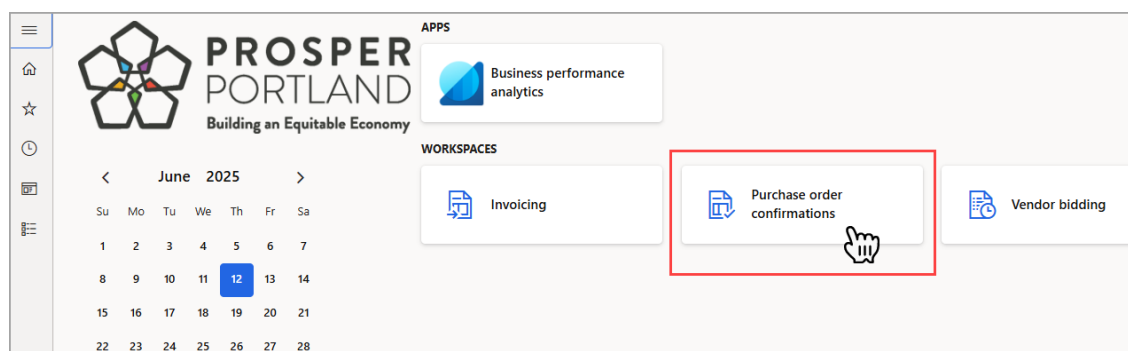 PROSPER
PORTLAND
Building an Equitable Economy
June 2025
Su Mo Tu We Th Fr Sa
1 2 3 4 5 6 7
8 9 10 11 12 13 14
15 16 17 18 19 20 21
22 23 24 25 26 27 28
APPS
Business performance
analytics
WORKSPACES
Invoicing
Purchase order
confirmations
Vendor bidding